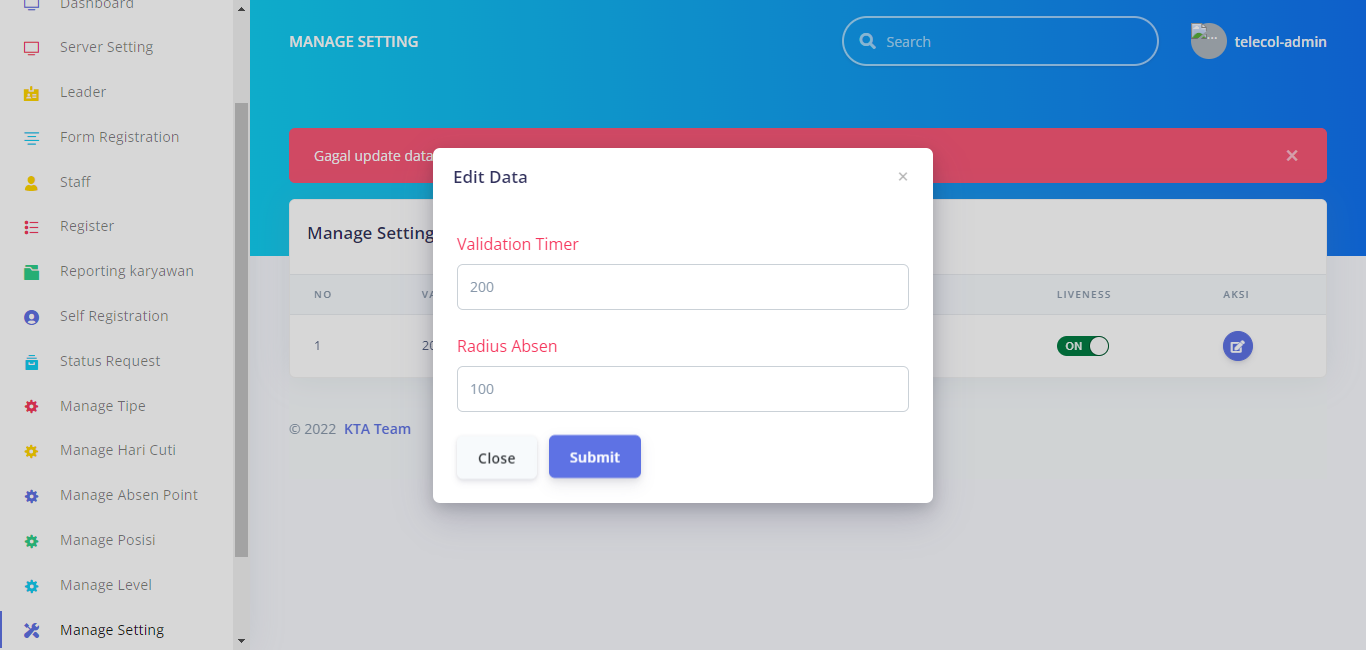 Dashboard
Server Setting
Leader
Form Registration
Staff
Register
Reporting karyawan
Self Registration
Status Request
Manage Tipe
Manage Hari Cuti
Manage Absen Point
Manage Posisi
Manage Level
Manage Setting
MANAGE SETTING
Search
telecol-admin
Gagal update data
×
Manage Setting
NO
LIVENESS
AKSI
1
ON
© 2022 KTA Team
Edit Data
×
Validation Timer
200
Radius Absen
100
Close
Submit